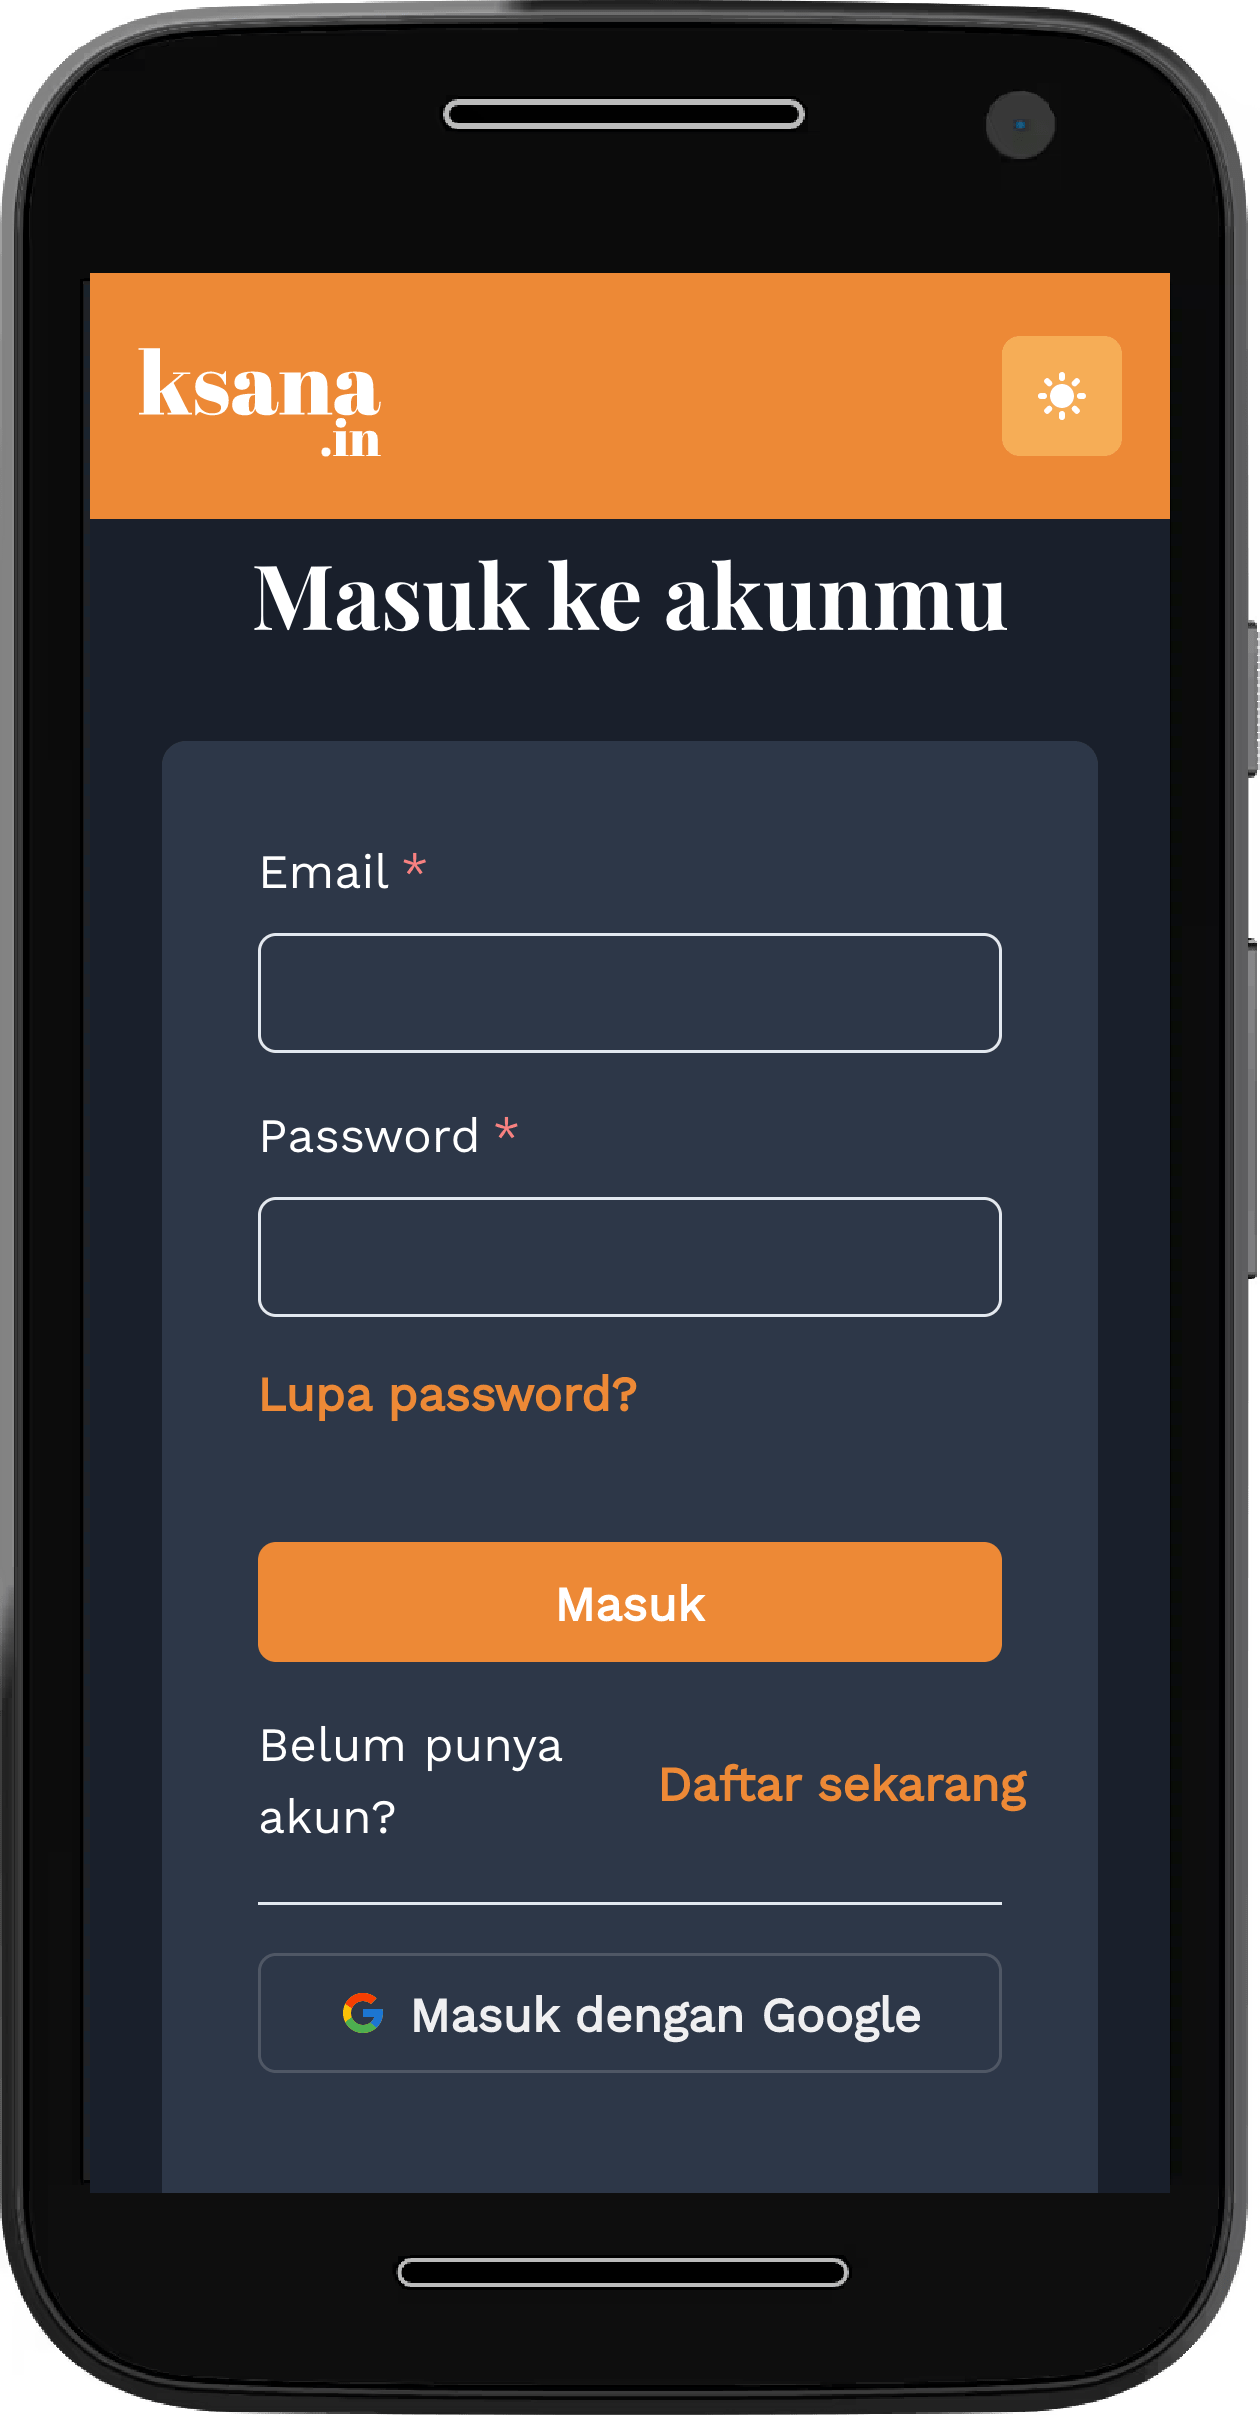 ksana
.in
Masuk ke akunmu
Email *
Password *
Lupa password?
Masuk
Belum punya
akun?
Daftar sekarang
Masuk dengan Google